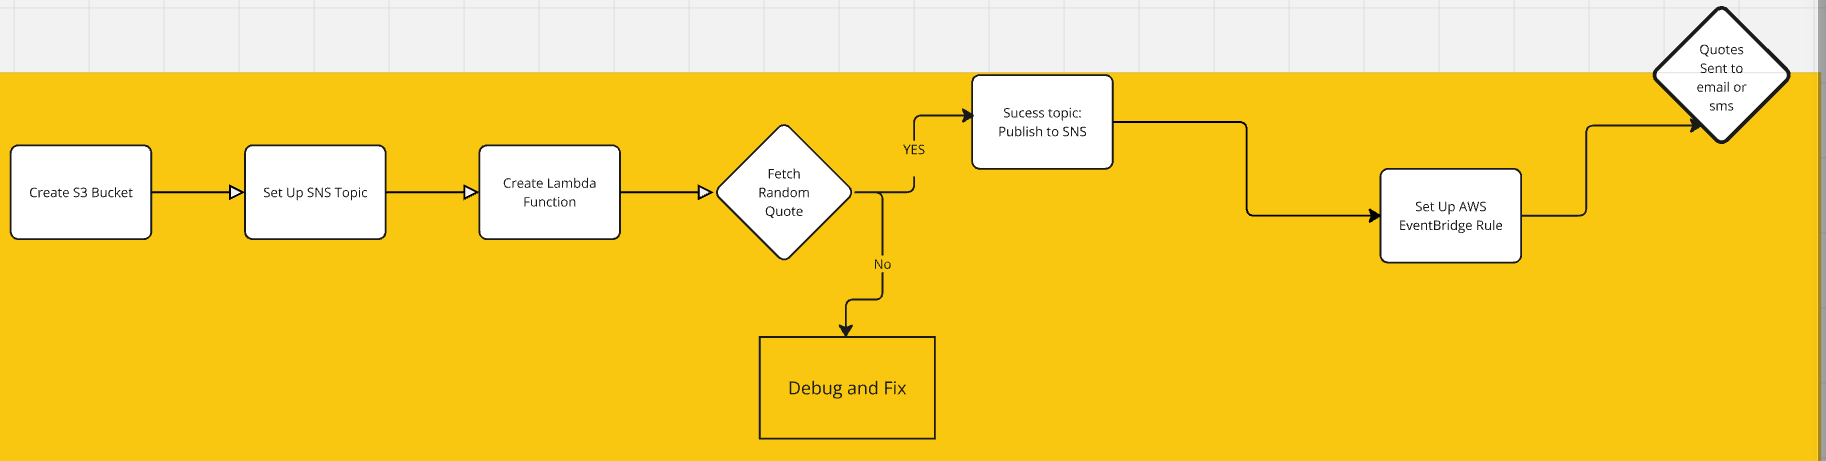 Create S3 Bucket
Set Up SNS Topic
Create Lambda
Function
Fetch
Random
Quote
YES
No
Debug and Fix
Sucess topic:
Publish to SNS
Set Up AWS
EventBridge Rule
Quotes
Sent to
email or
sms